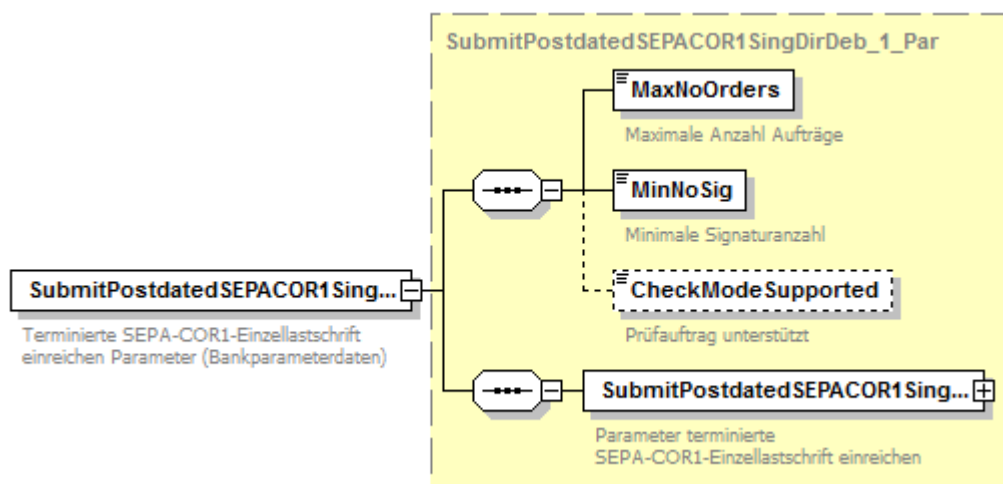 SubmitPostdatedSEPACOR1SingDirDeb_1_Par
MaxNoOrders
Maximale Anzahl Aufträge
MinNoSig
Minimale Signaturanzahl
SubmitPostdatedSEPACOR1Sing...
Terminierte SEPA-COR1-Einzellastschrift
einreichen Parameter (Bankparameterdaten)
CheckModeSupported
Prüfauftrag unterstützt
SubmitPostdatedSEPACOR1Sing...
Parameter terminierte
SEPA-COR1-Einzellastschrift einreichen